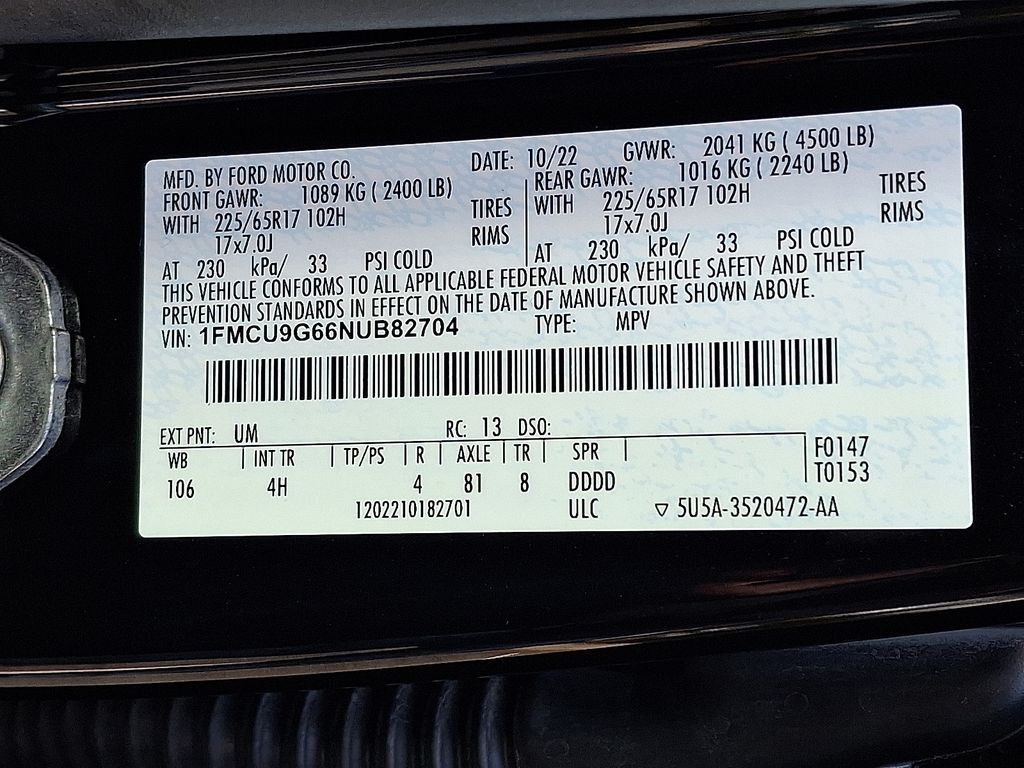 MFD. BY FORD MOTOR CO. DATE: 10/22 GVWR: 2041 KG ( 4500 LB)
FRONT GAWR: 1089 KG ( 2400 LB) REAR GAWR: 1016 KG ( 2240 LB)
WITH 225/65R17 102H TIRES WITH 225/65R17 102H TIRES
17x7.0J RIMS 17x7.0J RIMS
AT 230 kPa/ 33 PSI COLD AT 230 kPa/ 33 PSI COLD
THIS VEHICLE CONFORMS TO ALL APPLICABLE FEDERAL MOTOR VEHICLE SAFETY AND THEFT
PREVENTION STANDARDS IN EFFECT ON THE DATE OF MANUFACTURE SHOWN ABOVE.
VIN: 1FMCU9G66NUB82704 TYPE: MPV
EXT PNT: UM RC: 13 DSO:
WB | INT TR | TP/PS | R | AXLE | TR | SPR | F0147
106 4H 4 81 8 DDDD T0153
1202210182701 ULC ▽ 5U5A-3520472-AA